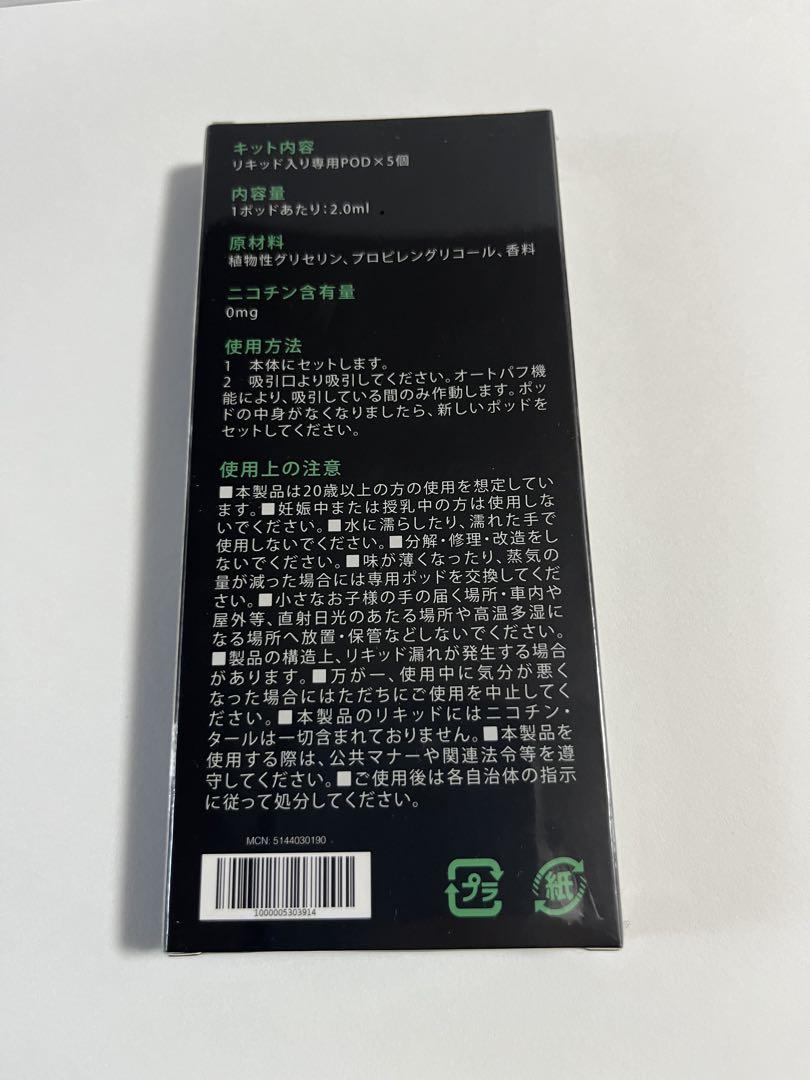 キット内容
リキッド入り専用POD×5個
内容量
1ポッドあたり:2.0ml
原材料
植物性グリセリン、プロピレングリコール、香料
ニコチン含有量
0mg
使用方法
1 本体にセットします。
2 吸引口より吸引してください。オートパフ機
能により、吸引している間のみ作動します。ポッ
ドの中身がなくなりましたら、新しいポッドを
セットしてください。
使用上の注意
■本製品は20歳以上の方の使用を想定してい
ます。■妊娠中または授乳中の方は使用しな
いでください。■水に濡らしたり、濡れた手で
使用しないでください。■分解・修理・改造をし
ないでください。■味が薄くなったり、蒸気の
量が減った場合には専用ポッドを交換してくだ
さい。■小さなお子様の手の届く場所・車内や
屋外等、直射日光のあたる場所や高温多湿に
なる場所へ放置・保管などしないでください。
■製品の構造上、リキッド漏れが発生する場合
があります。■万が一、使用中に気分が悪く
なった場合にはただちにご使用を中止してく
ださい。■本製品のリキッドにはニコチン・
タールは一切含まれておりません。■本製品を
使用する際は、公共マナーや関連法令等を遵
守してください。■ご使用後は各自治体の指示
に従って処分してください。
MCN: 5144030190
1000005303914
プラ
紙